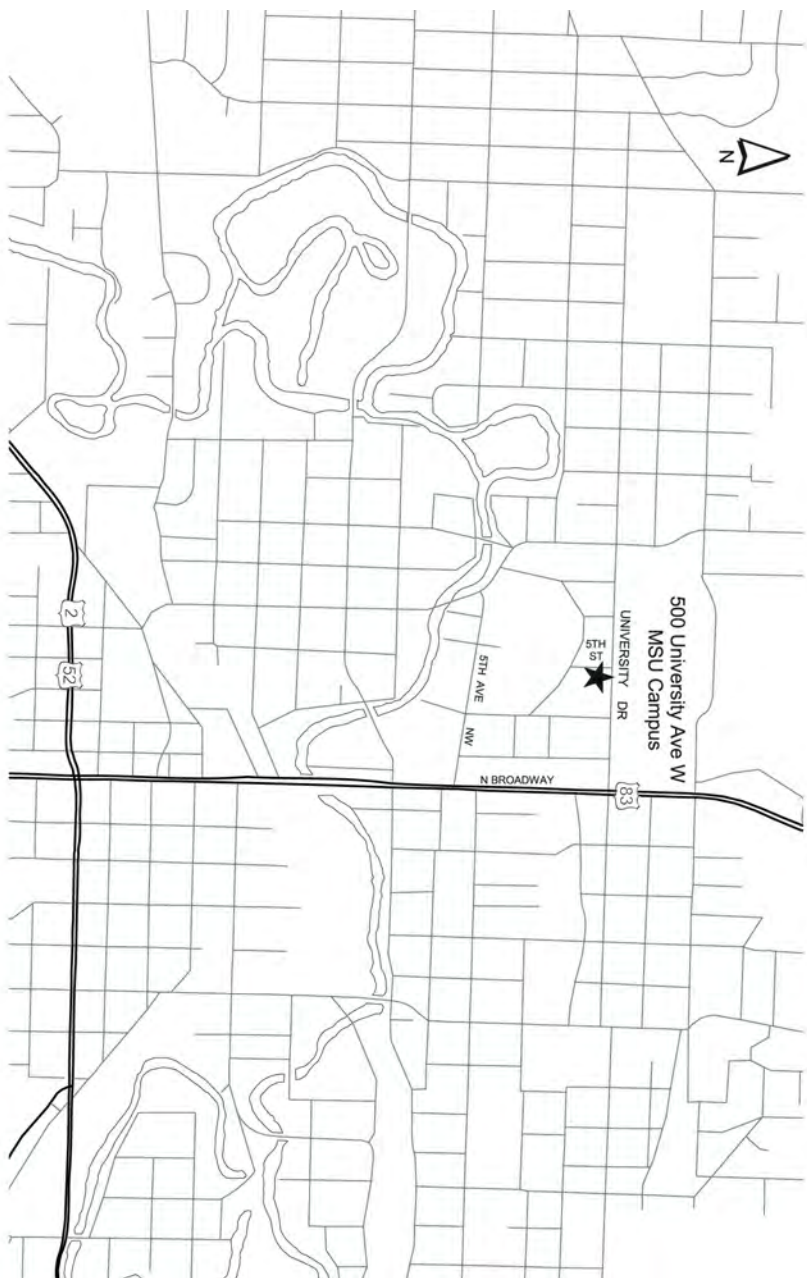 N
500 University Ave W
MSU Campus
UNIVERSITY DR
5TH
ST
5TH AVE NW
N BROADWAY
83
2
52